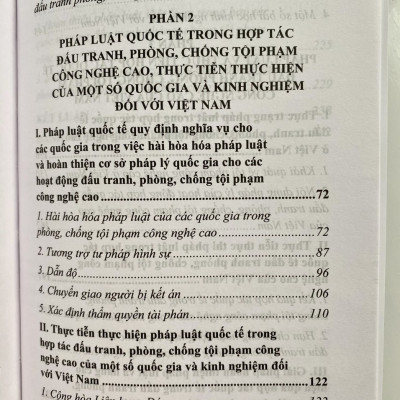 đấu tranh phòng,
PHẦN 2
PHÁP LUẬT QUỐC TẾ TRONG HỢP TÁC
ĐẤU TRANH, PHÒNG, CHỐNG TỘI PHẠM
CÔNG NGHỆ CAO, THỰC TIỄN THỰC HIỆN
CỦA MỘT SỐ QUỐC GIA VÀ KINH NGHIỆM
ĐỐI VỚI VIỆT NAM
I. Pháp luật quốc tế quy định nghĩa vụ cho
các quốc gia trong việc hài hòa pháp luật
và hoàn thiện cơ sở pháp lý quốc gia cho các
hoạt động đấu tranh, phòng, chống tội phạm
công nghệ cao 72
1. Hài hòa hóa pháp luật của các quốc gia trong
phòng, chống tội phạm công nghệ cao 72
2. Tương trợ tư pháp hình sự 87
3. Dẫn độ 96
4. Chuyển giao người bị kết án 106
5. Xác định thẩm quyền tài phán 110
II. Thực tiễn thực hiện pháp luật quốc tế trong
hợp tác đấu tranh, phòng, chống tội phạm công
nghệ cao của một số quốc gia và kinh nghiệm đối
với Việt Nam 122
1. Cộng hòa